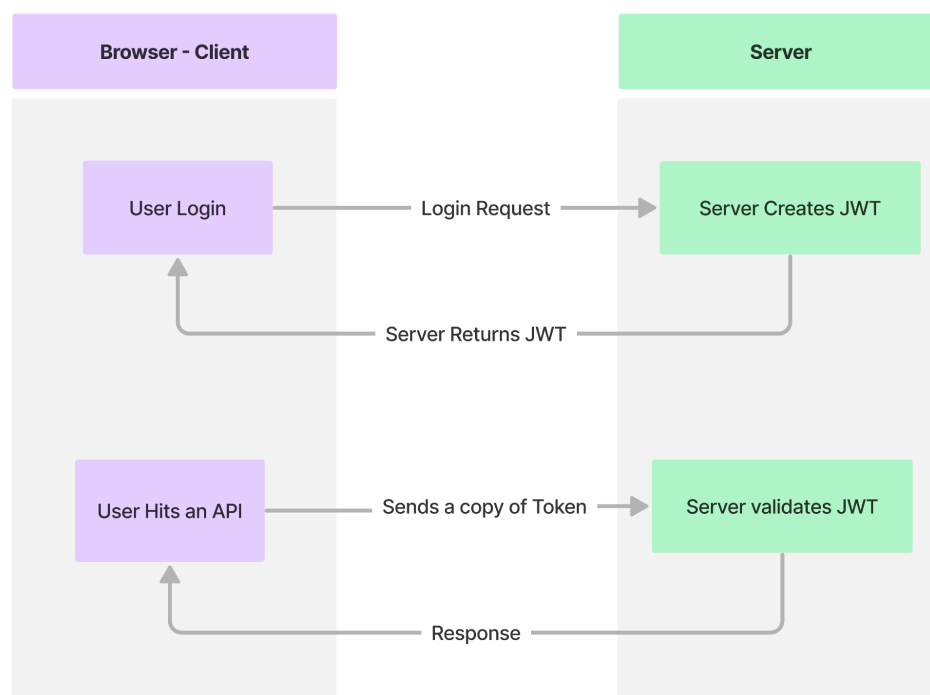 Browser - Client
Server
User Login
Login Request
Server Creates JWT
Server Returns JWT
User Hits an API
Sends a copy of Token
Server validates JWT
Response